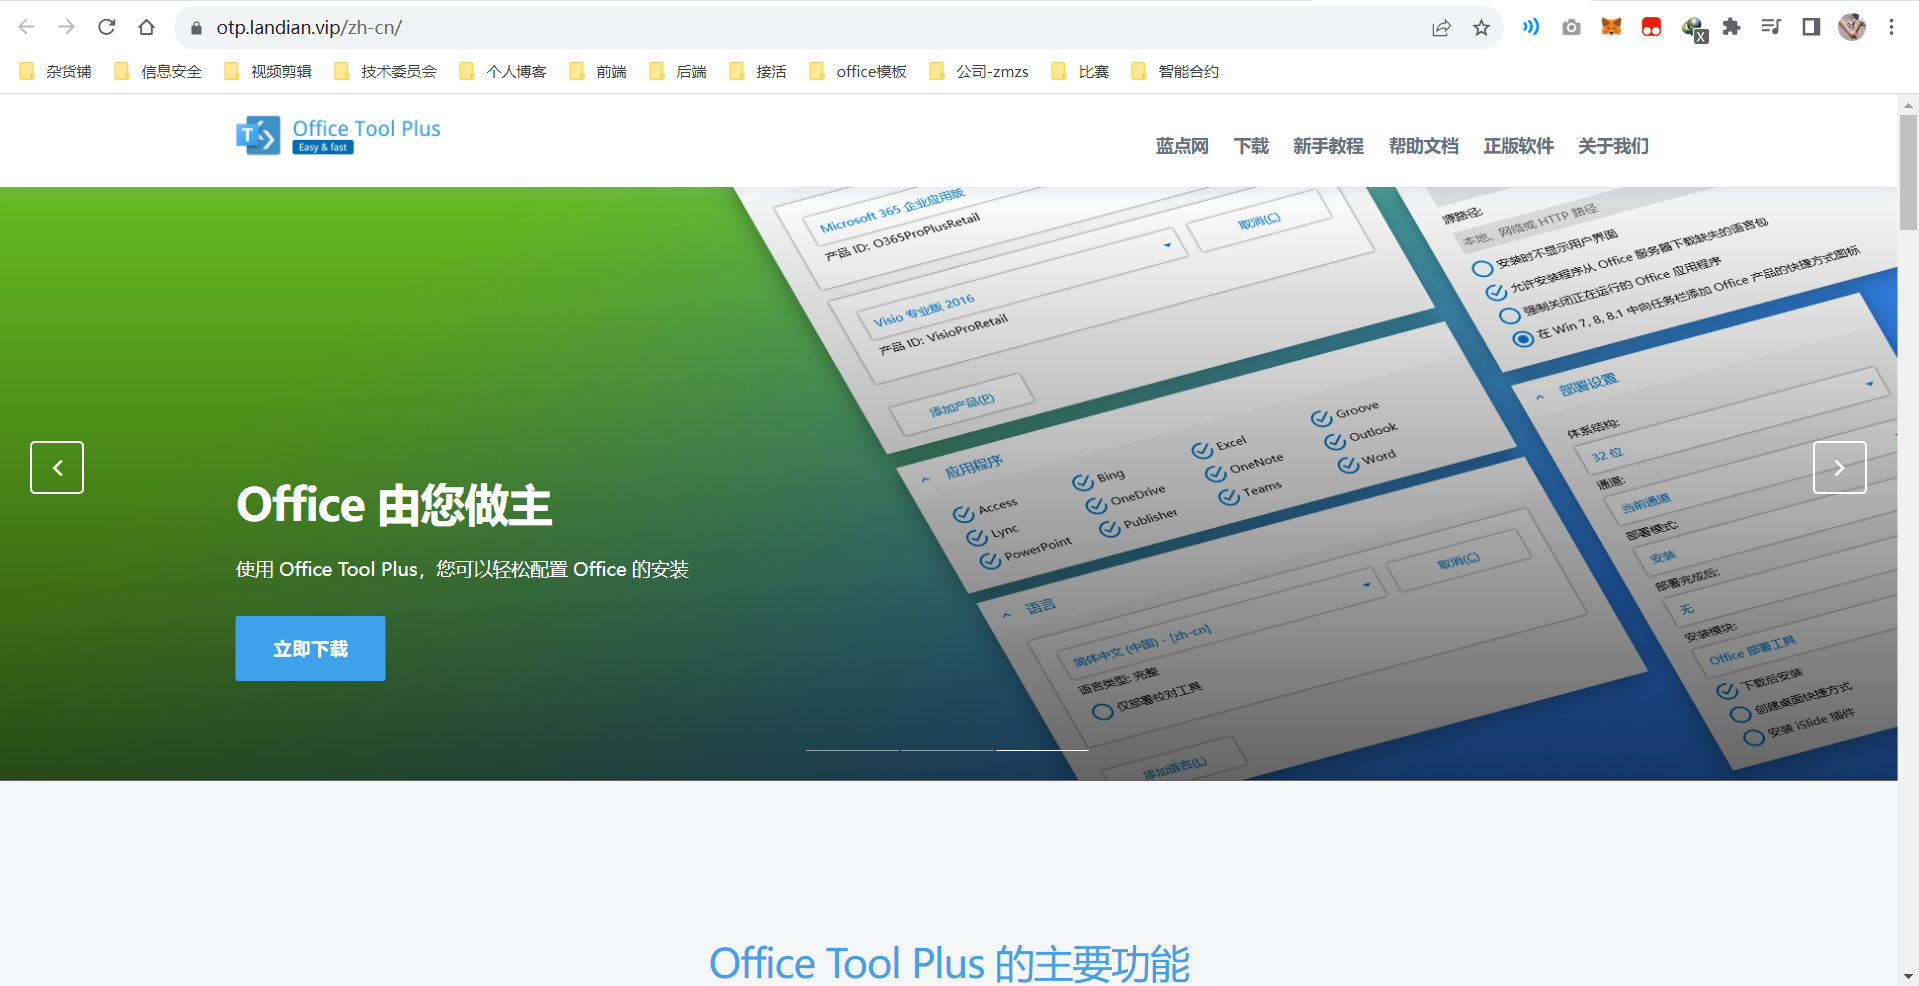 otp.landian.vip/zh-cn/
X
杂货铺 信息安全 视频剪辑 技术委员会 个人博客 前端 后端 接活 office模板 公司-zmzs 比赛 智能合约
T
Office Tool Plus
Easy & fast
蓝点网 下载 新手教程 帮助文档 正版软件 关于我们
Microsoft 365 企业应用版
产品 ID: O365ProPlusRetail
取消(C)
Visio 专业版 2016
产品 ID: VisioProRetail
添加产品(P)
源路径:
本地、网络或 HTTP 路径
安装时不显示用户界面
允许安装程序从 Office 服务器下载缺失的语言包
强制关闭正在运行的 Office 应用程序
在 Win 7, 8, 8.1 中向任务栏添加 Office 产品的快捷方式图标
应用程序
Access Bing Excel Groove
Lync OneDrive OneNote Outlook
PowerPoint Publisher Teams Word
部署设置
体系结构:
32 位
通道:
当前通道
部署模式:
安装
部署完成后:
无
安装模块:
Office 部署工具
下载后安装
创建桌面快捷方式
安装 iSlide 插件
语言
简体中文 (中国) - [zh-cn]
取消(C)
语言类型: 完整
仅部署校对工具
添加语言(L)
Office 由您做主
使用 Office Tool Plus，您可以轻松配置 Office 的安装
立即下载
Office Tool Plus 的主要功能